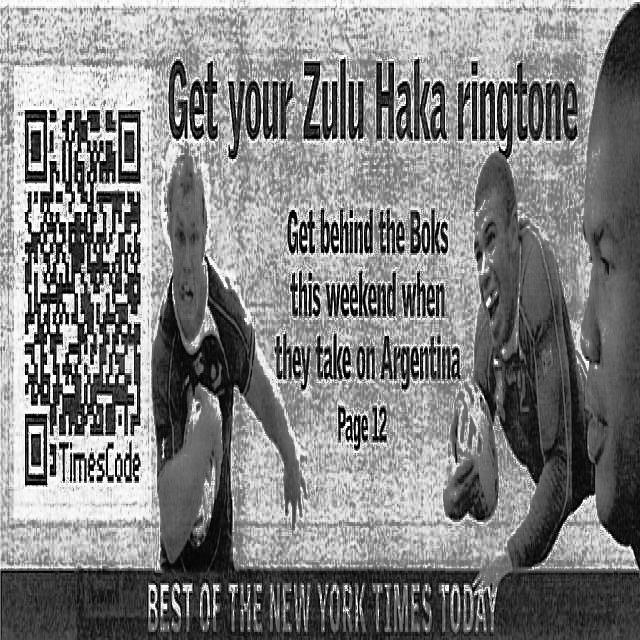 Get your Zulu Haka ringtone
Get behind the Boks
this weekend when
they take on Argentina
Page 12
TimesCode
BEST OF THE NEW YORK TIMES TODAY